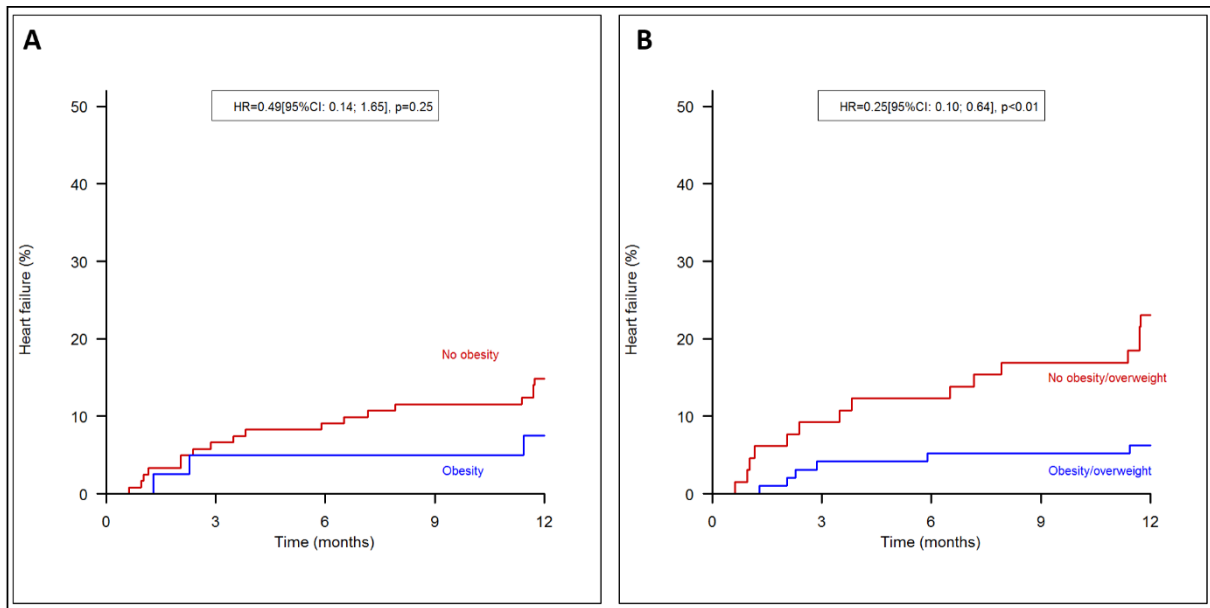 A
HR=0.49[95%CI: 0.14; 1.65], p=0.25
50
40
30
20
10
0
Heart failure (%)
No obesity
Obesity
0 3 6 9 12
Time (months)
B
HR=0.25[95%CI: 0.10; 0.64], p<0.01
50
40
30
20
10
0
Heart failure (%)
No obesity/overweight
Obesity/overweight
0 3 6 9 12
Time (months)